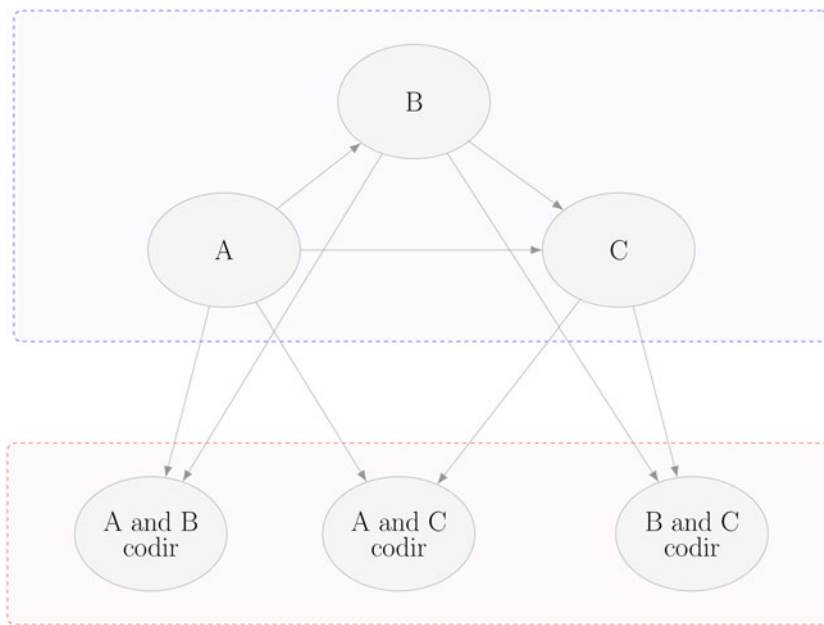 B
A
C
A and B
codir
A and C
codir
B and C
codir